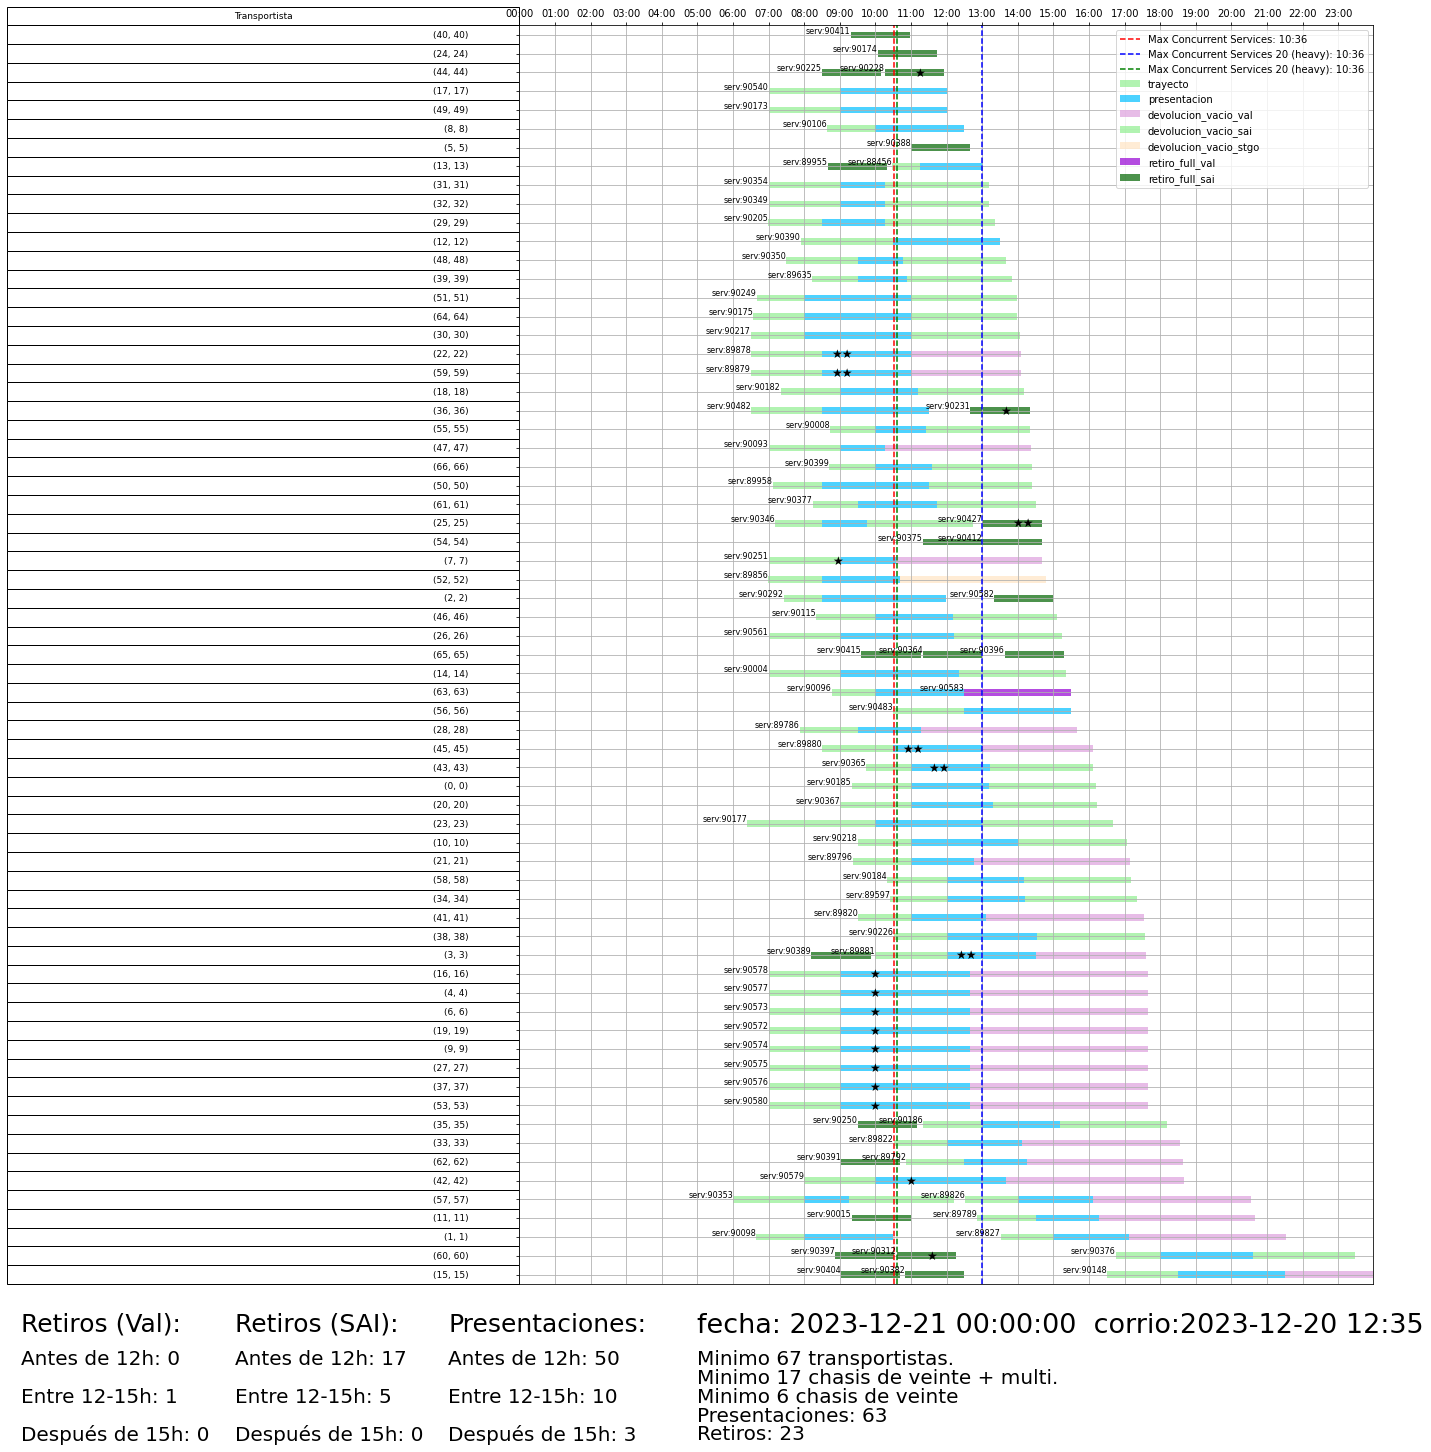 Transportista
00:00 01:00 02:00 03:00 04:00 05:00 06:00 07:00 08:00 09:00 10:00 11:00 12:00 13:00 14:00 15:00 16:00 17:00 18:00 19:00 20:00 21:00 22:00 23:00
Max Concurrent Services: 10:36
Max Concurrent Services 20 (heavy): 10:36
Max Concurrent Services 20 (heavy): 10:36
trayecto
presentacion
devolucion_vacio_val
devolucion_vacio_sai
devolucion_vacio_stgo
retiro_full_val
retiro_full_sai
(40, 40) serv:90411
(24, 24) serv:90174
(44, 44) serv:90225 serv:90228
(17, 17) serv:90540
(49, 49) serv:90173
(8, 8) serv:90106
(5, 5) serv:90388
(13, 13) serv:89955 serv:88456
(31, 31) serv:90354
(32, 32) serv:90349
(29, 29) serv:90205
(12, 12) serv:90390
(48, 48) serv:90350
(39, 39) serv:89635
(51, 51) serv:90249
(64, 64) serv:90175
(30, 30) serv:90217
(22, 22) serv:89878
(59, 59) serv:89879
(18, 18) serv:90182
(36, 36) serv:90482 serv:90231
(55, 55) serv:90008
(47, 47) serv:90093
(66, 66) serv:90399
(50, 50) serv:89958
(61, 61) serv:90377
(25, 25) serv:90346 serv:90427
(54, 54) serv:90375 serv:90412
(7, 7) serv:90251
(52, 52) serv:89856
(2, 2) serv:90292 serv:90582
(46, 46) serv:90115
(26, 26) serv:90561
(65, 65) serv:90415 serv:90364 serv:90396
(14, 14) serv:90004
(63, 63) serv:90096 serv:90583
(56, 56) serv:90483
(28, 28) serv:89786
(45, 45) serv:89880
(43, 43) serv:90365
(0, 0) serv:90185
(20, 20) serv:90367
(23, 23) serv:90177
(10, 10) serv:90218
(21, 21) serv:89796
(58, 58) serv:90184
(34, 34) serv:89597
(41, 41) serv:89820
(38, 38) serv:90226
(3, 3) serv:90389 serv:89881
(16, 16) serv:90578
(4, 4) serv:90577
(6, 6) serv:90573
(19, 19) serv:90572
(9, 9) serv:90574
(27, 27) serv:90575
(37, 37) serv:90576
(53, 53) serv:90580
(35, 35) serv:90250 serv:90186
(33, 33) serv:89822
(62, 62) serv:90391 serv:89792
(42, 42) serv:90579
(57, 57) serv:90353 serv:89826
(11, 11) serv:90015 serv:89789
(1, 1) serv:90098 serv:89827
(60, 60) serv:90397 serv:90312 serv:90376
(15, 15) serv:90404 serv:90382 serv:90148
Retiros (Val):
Antes de 12h: 0
Entre 12-15h: 1
Después de 15h: 0
Retiros (SAI):
Antes de 12h: 17
Entre 12-15h: 5
Después de 15h: 0
Presentaciones:
Antes de 12h: 50
Entre 12-15h: 10
Después de 15h: 3
fecha: 2023-12-21 00:00:00 corrio:2023-12-20 12:35
Minimo 67 transportistas.
Minimo 17 chasis de veinte + multi.
Minimo 6 chasis de veinte
Presentaciones: 63
Retiros: 23